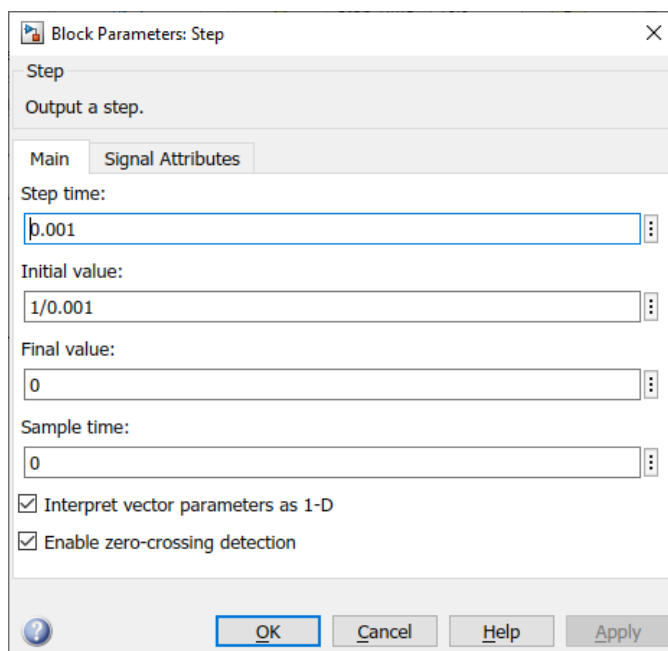 Block Parameters: Step
Step
Output a step.
Main Signal Attributes
Step time:
0.001
Initial value:
1/0.001
Final value:
0
Sample time:
0
Interpret vector parameters as 1-D
Enable zero-crossing detection
? OK Cancel Help Apply